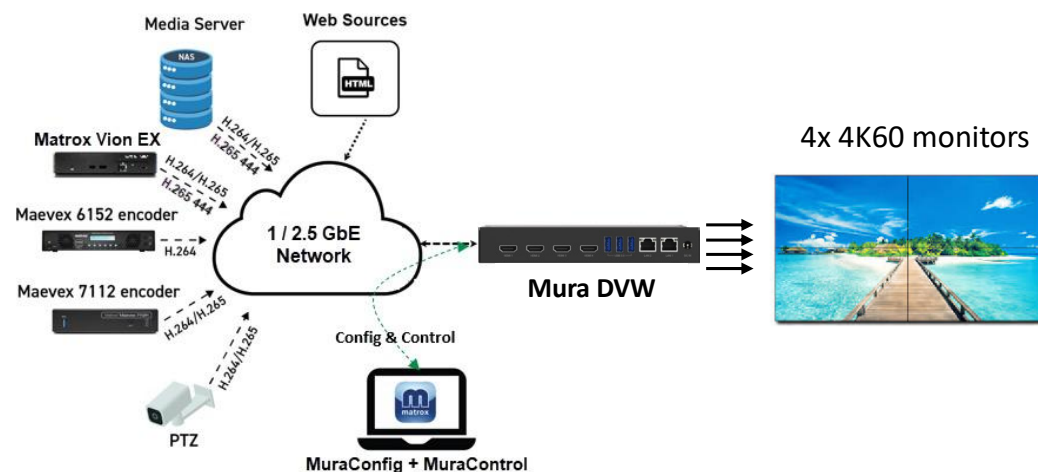 Media Server
Web Sources
NAS
HTML
H.264/H.265
H.265 444
Matrox Vion EX
H.264/H.265
H.265 444
4x 4K60 monitors
Maevex 6152 encoder
H.264
1 / 2.5 GbE
Network
Mura DVW
Maevex 7112 encoder
H.264/H.265
Config & Control
H.264/H.265
m
matrox
PTZ
MuraConfig + MuraControl